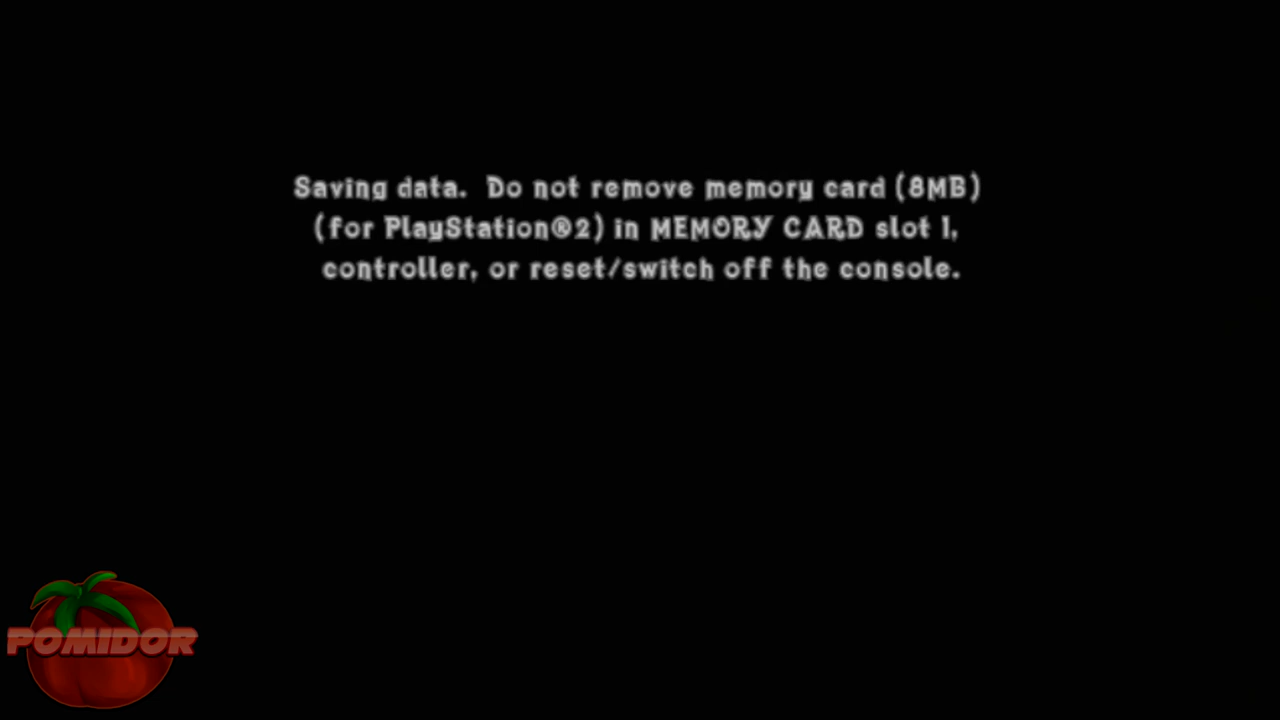 Saving data.  Do not remove memory card (8MB)
(for PlayStation®2) in MEMORY CARD slot 1,
controller, or reset/switch off the console.
POMIDOR